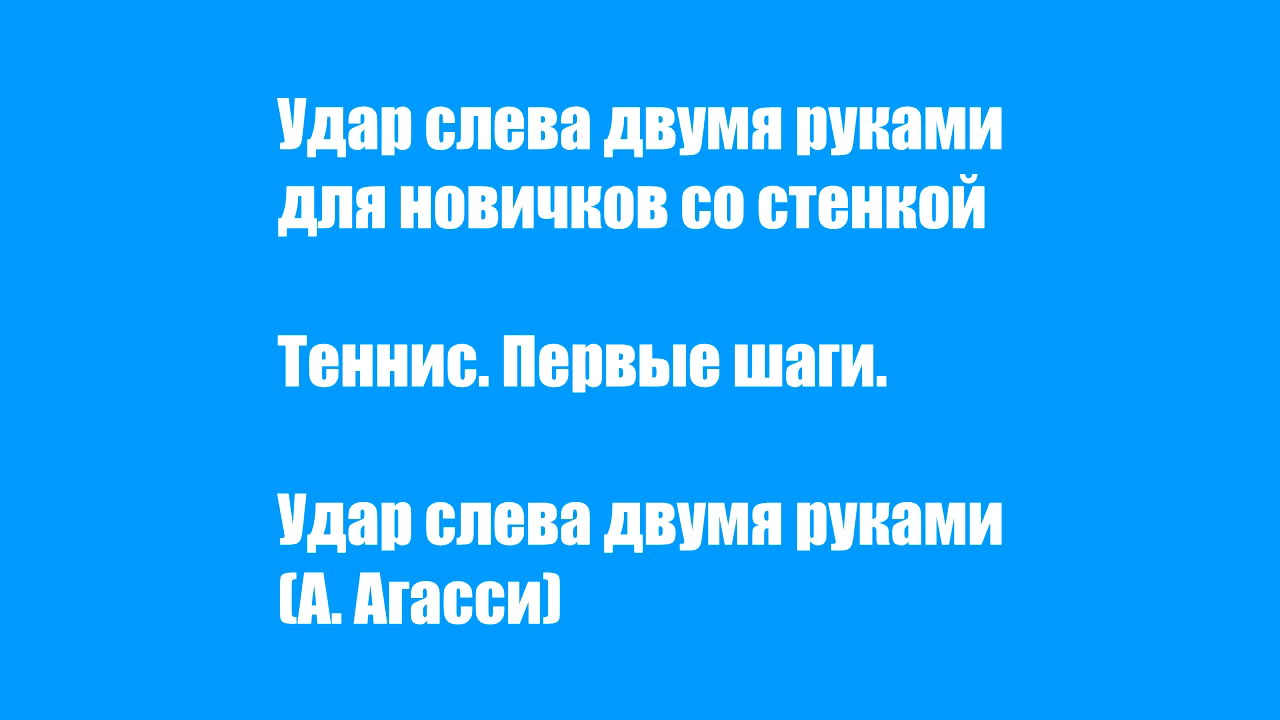 Удар слева двумя руками
для новичков со стенкой
Теннис. Первые шаги.
Удар слева двумя руками
(А. Агасси)